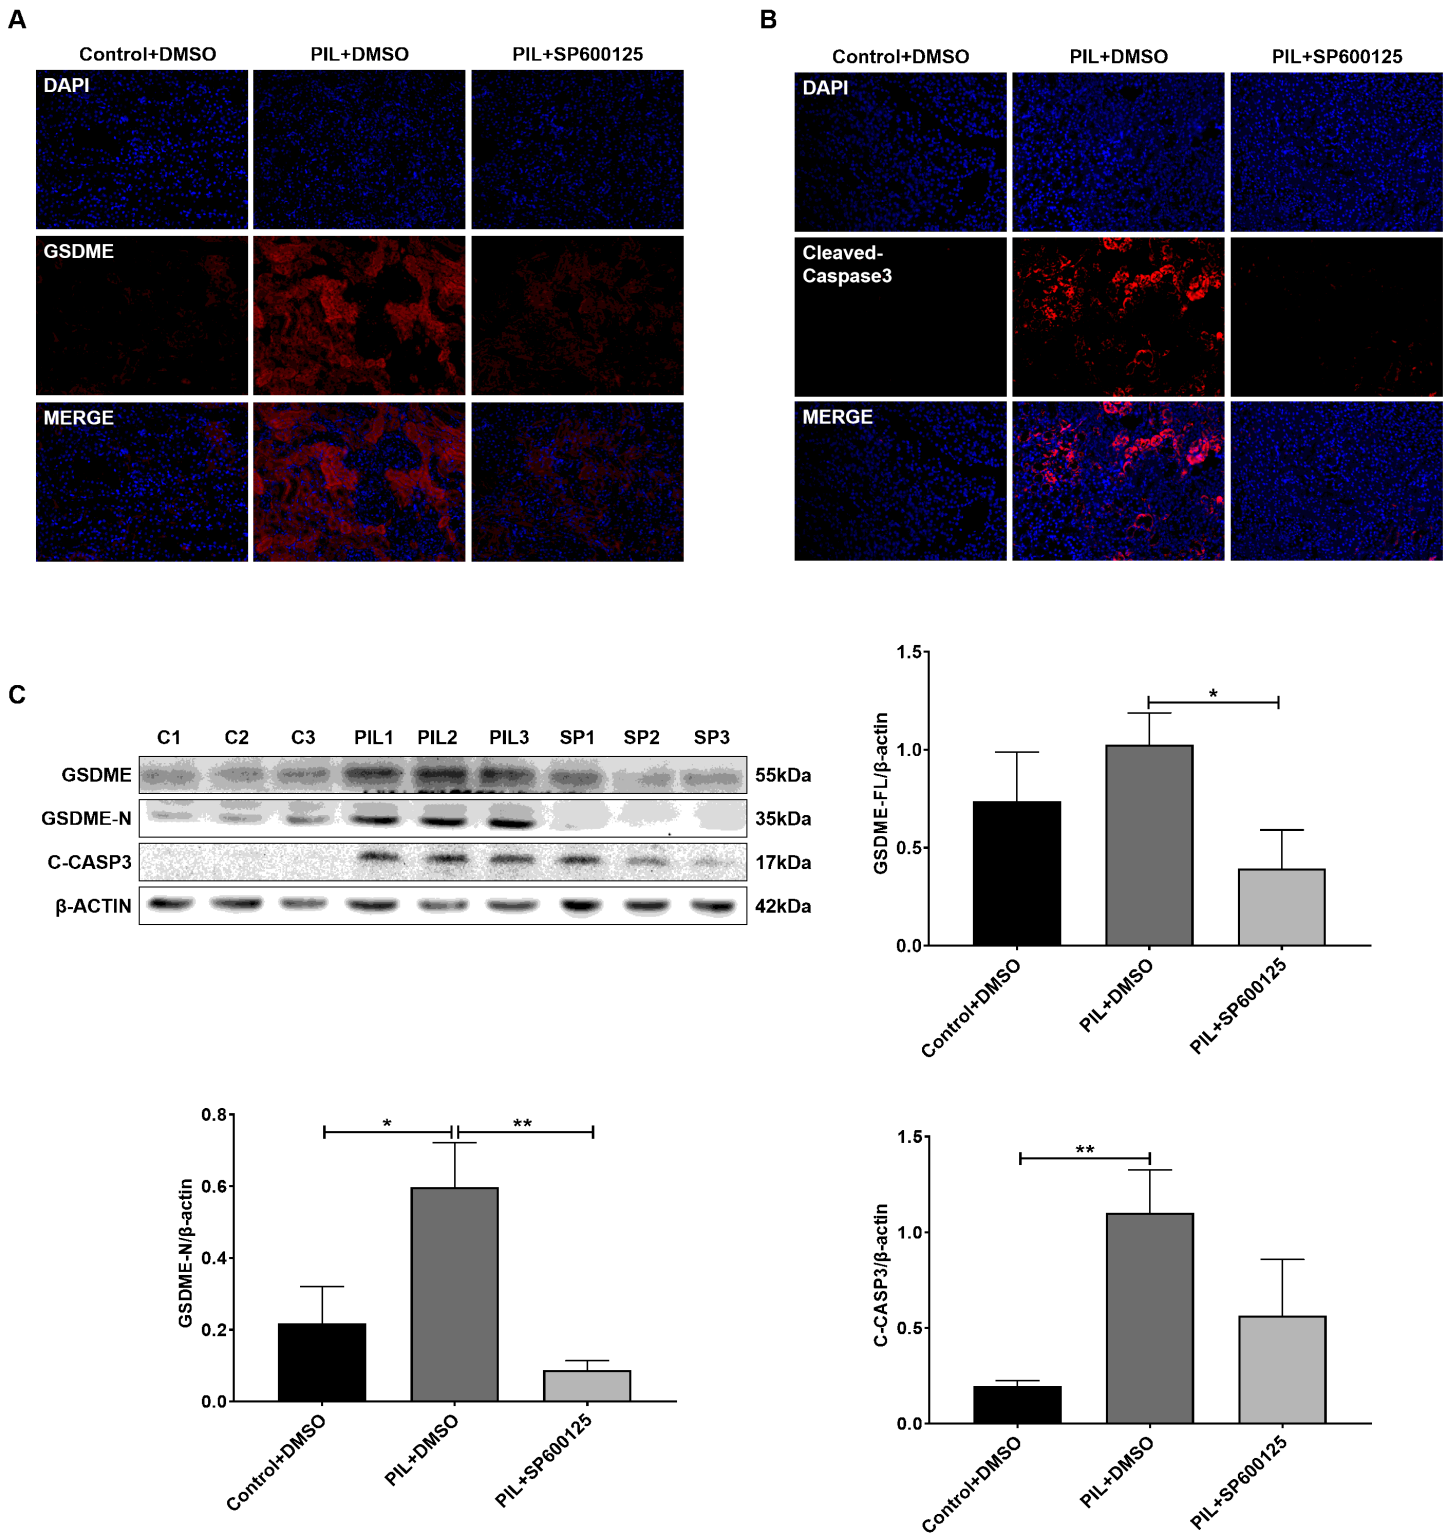 A
Control+DMSO PIL+DMSO PIL+SP600125
DAPI
GSDME
MERGE
B
Control+DMSO PIL+DMSO PIL+SP600125
DAPI
Cleaved-
Caspase3
MERGE
C
C1 C2 C3 PIL1 PIL2 PIL3 SP1 SP2 SP3
GSDME 55kDa
GSDME-N 35kDa
C-CASP3 17kDa
β-ACTIN 42kDa
GSDME-FL/β-actin
1.5
1.0
0.5
0.0
*
Control+DMSO
PIL+DMSO
PIL+SP600125
GSDME-N/β-actin
0.8
0.6
0.4
0.2
0.0
* **
Control+DMSO
PIL+DMSO
PIL+SP600125
C-CASP3/β-actin
1.5
1.0
0.5
0.0
**
Control+DMSO
PIL+DMSO
PIL+SP600125